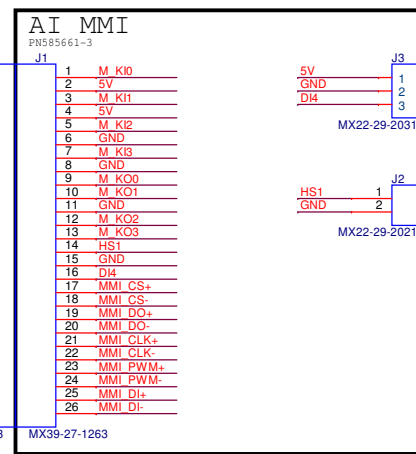 AI MMI
PN585661-3
J1
1 M_KI0
2 5V
3 M_KI1
4 5V
5 M_KI2
6 GND
7 M_KI3
8 GND
9 M_KO0
10 M_KO1
11 GND
12 M_KO2
13 M_KO3
14 HS1
15 GND
16 DI4
17 MMI_CS+
18 MMI_CS-
19 MMI_DO+
20 MMI_DO-
21 MMI_CLK+
22 MMI_CLK-
23 MMI_PWM+
24 MMI_PWM-
25 MMI_DI+
26 MMI_DI-
3 MX39-27-1263
J3
5V 1
GND 2
DI4 3
MX22-29-2031
J2
HS1 1
GND 2
MX22-29-2021